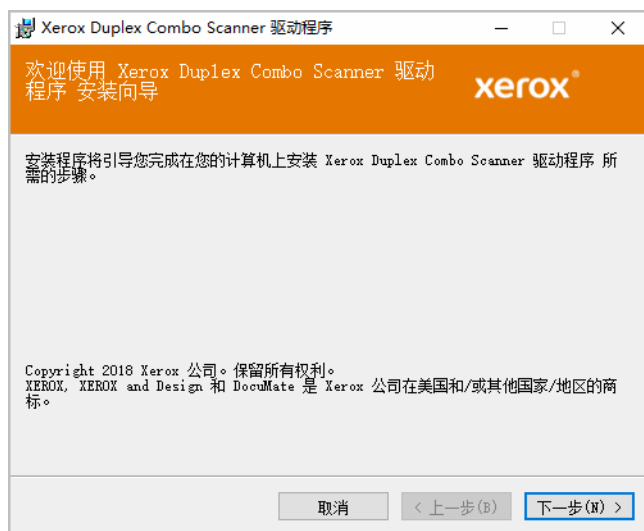 Xerox Duplex Combo Scanner 驱动程序
欢迎使用 Xerox Duplex Combo Scanner 驱动
程序 安装向导
xerox®
安装程序将引导您完成在您的计算机上安装 Xerox Duplex Combo Scanner 驱动程序 所
需的步骤。
Copyright 2018 Xerox 公司。保留所有权利。
XEROX, XEROX and Design 和 DocuMate 是 Xerox 公司在美国和/或其他国家/地区的商
标。
取消
< 上一步(B)
下一步(N) >